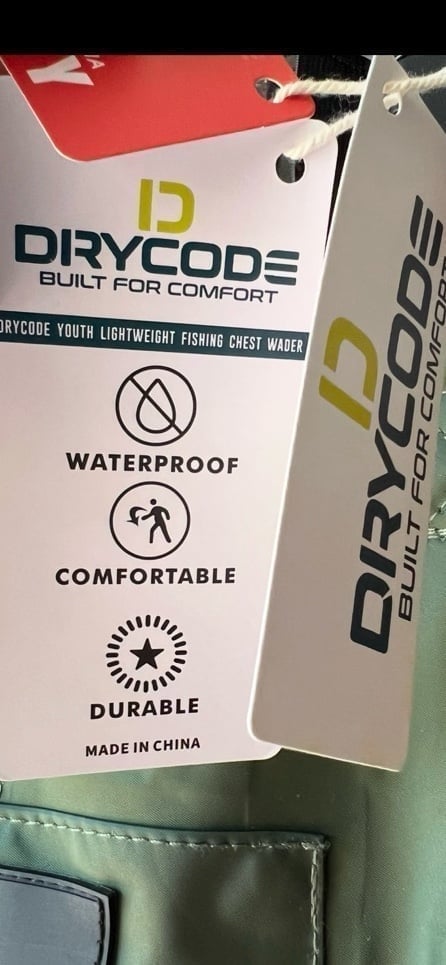 VA
Y
D
DRYCODE
BUILT FOR COMFORT
DRYCODE YOUTH LIGHTWEIGHT FISHING CHEST WADER
WATERPROOF
COMFORTABLE
DURABLE
MADE IN CHINA
D
DRYCODE
BUILT FOR COMFORT